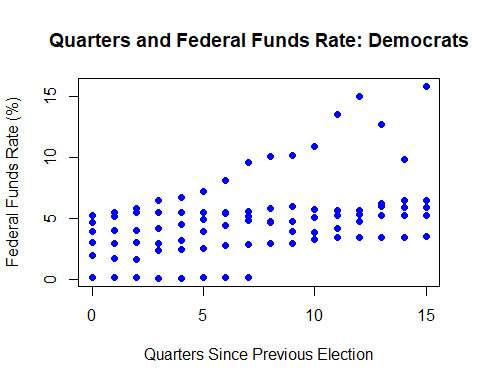 Quarters and Federal Funds Rate: Democrats
Federal Funds Rate (%)
15
10
5
0
0 5 10 15
Quarters Since Previous Election